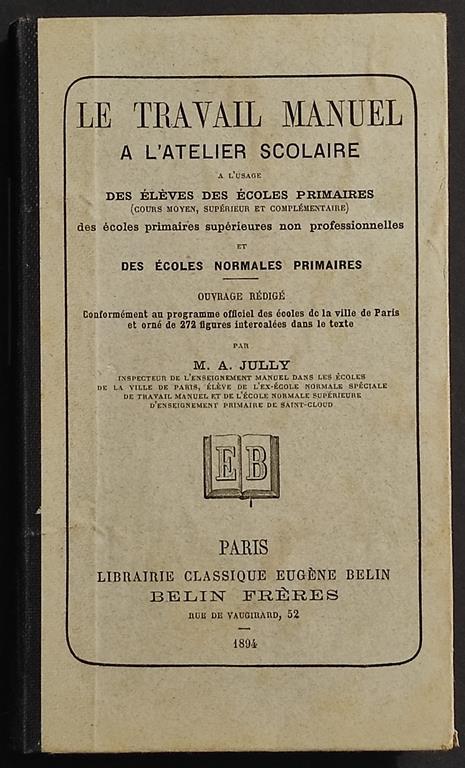 LE TRAVAIL MANUEL
A L'ATELIER SCOLAIRE
A L'USAGE
DES ÉLÈVES DES ÉCOLES PRIMAIRES
(COURS MOYEN, SUPÉRIEUR ET COMPLÉMENTAIRE)
des écoles primaires supérieures non professionnelles
ET
DES ÉCOLES NORMALES PRIMAIRES
OUVRAGE RÉDIGÉ
Conformément au programme officiel des écoles de la ville de Paris
et orné de 272 figures intercalées dans le texte
PAR
M. A. JULLY
INSPECTEUR DE L'ENSEIGNEMENT MANUEL DANS LES ÉCOLES
DE LA VILLE DE PARIS, ÉLÈVE DE L'EX-ÉCOLE NORMALE SPÉCIALE
DE TRAVAIL MANUEL ET DE L'ÉCOLE NORMALE SUPÉRIEURE
D'ENSEIGNEMENT PRIMAIRE DE SAINT-CLOUD
EB
PARIS
LIBRAIRIE CLASSIQUE EUGÈNE BELIN
BELIN FRÈRES
RUE DE VAUGIRARD, 52
1894